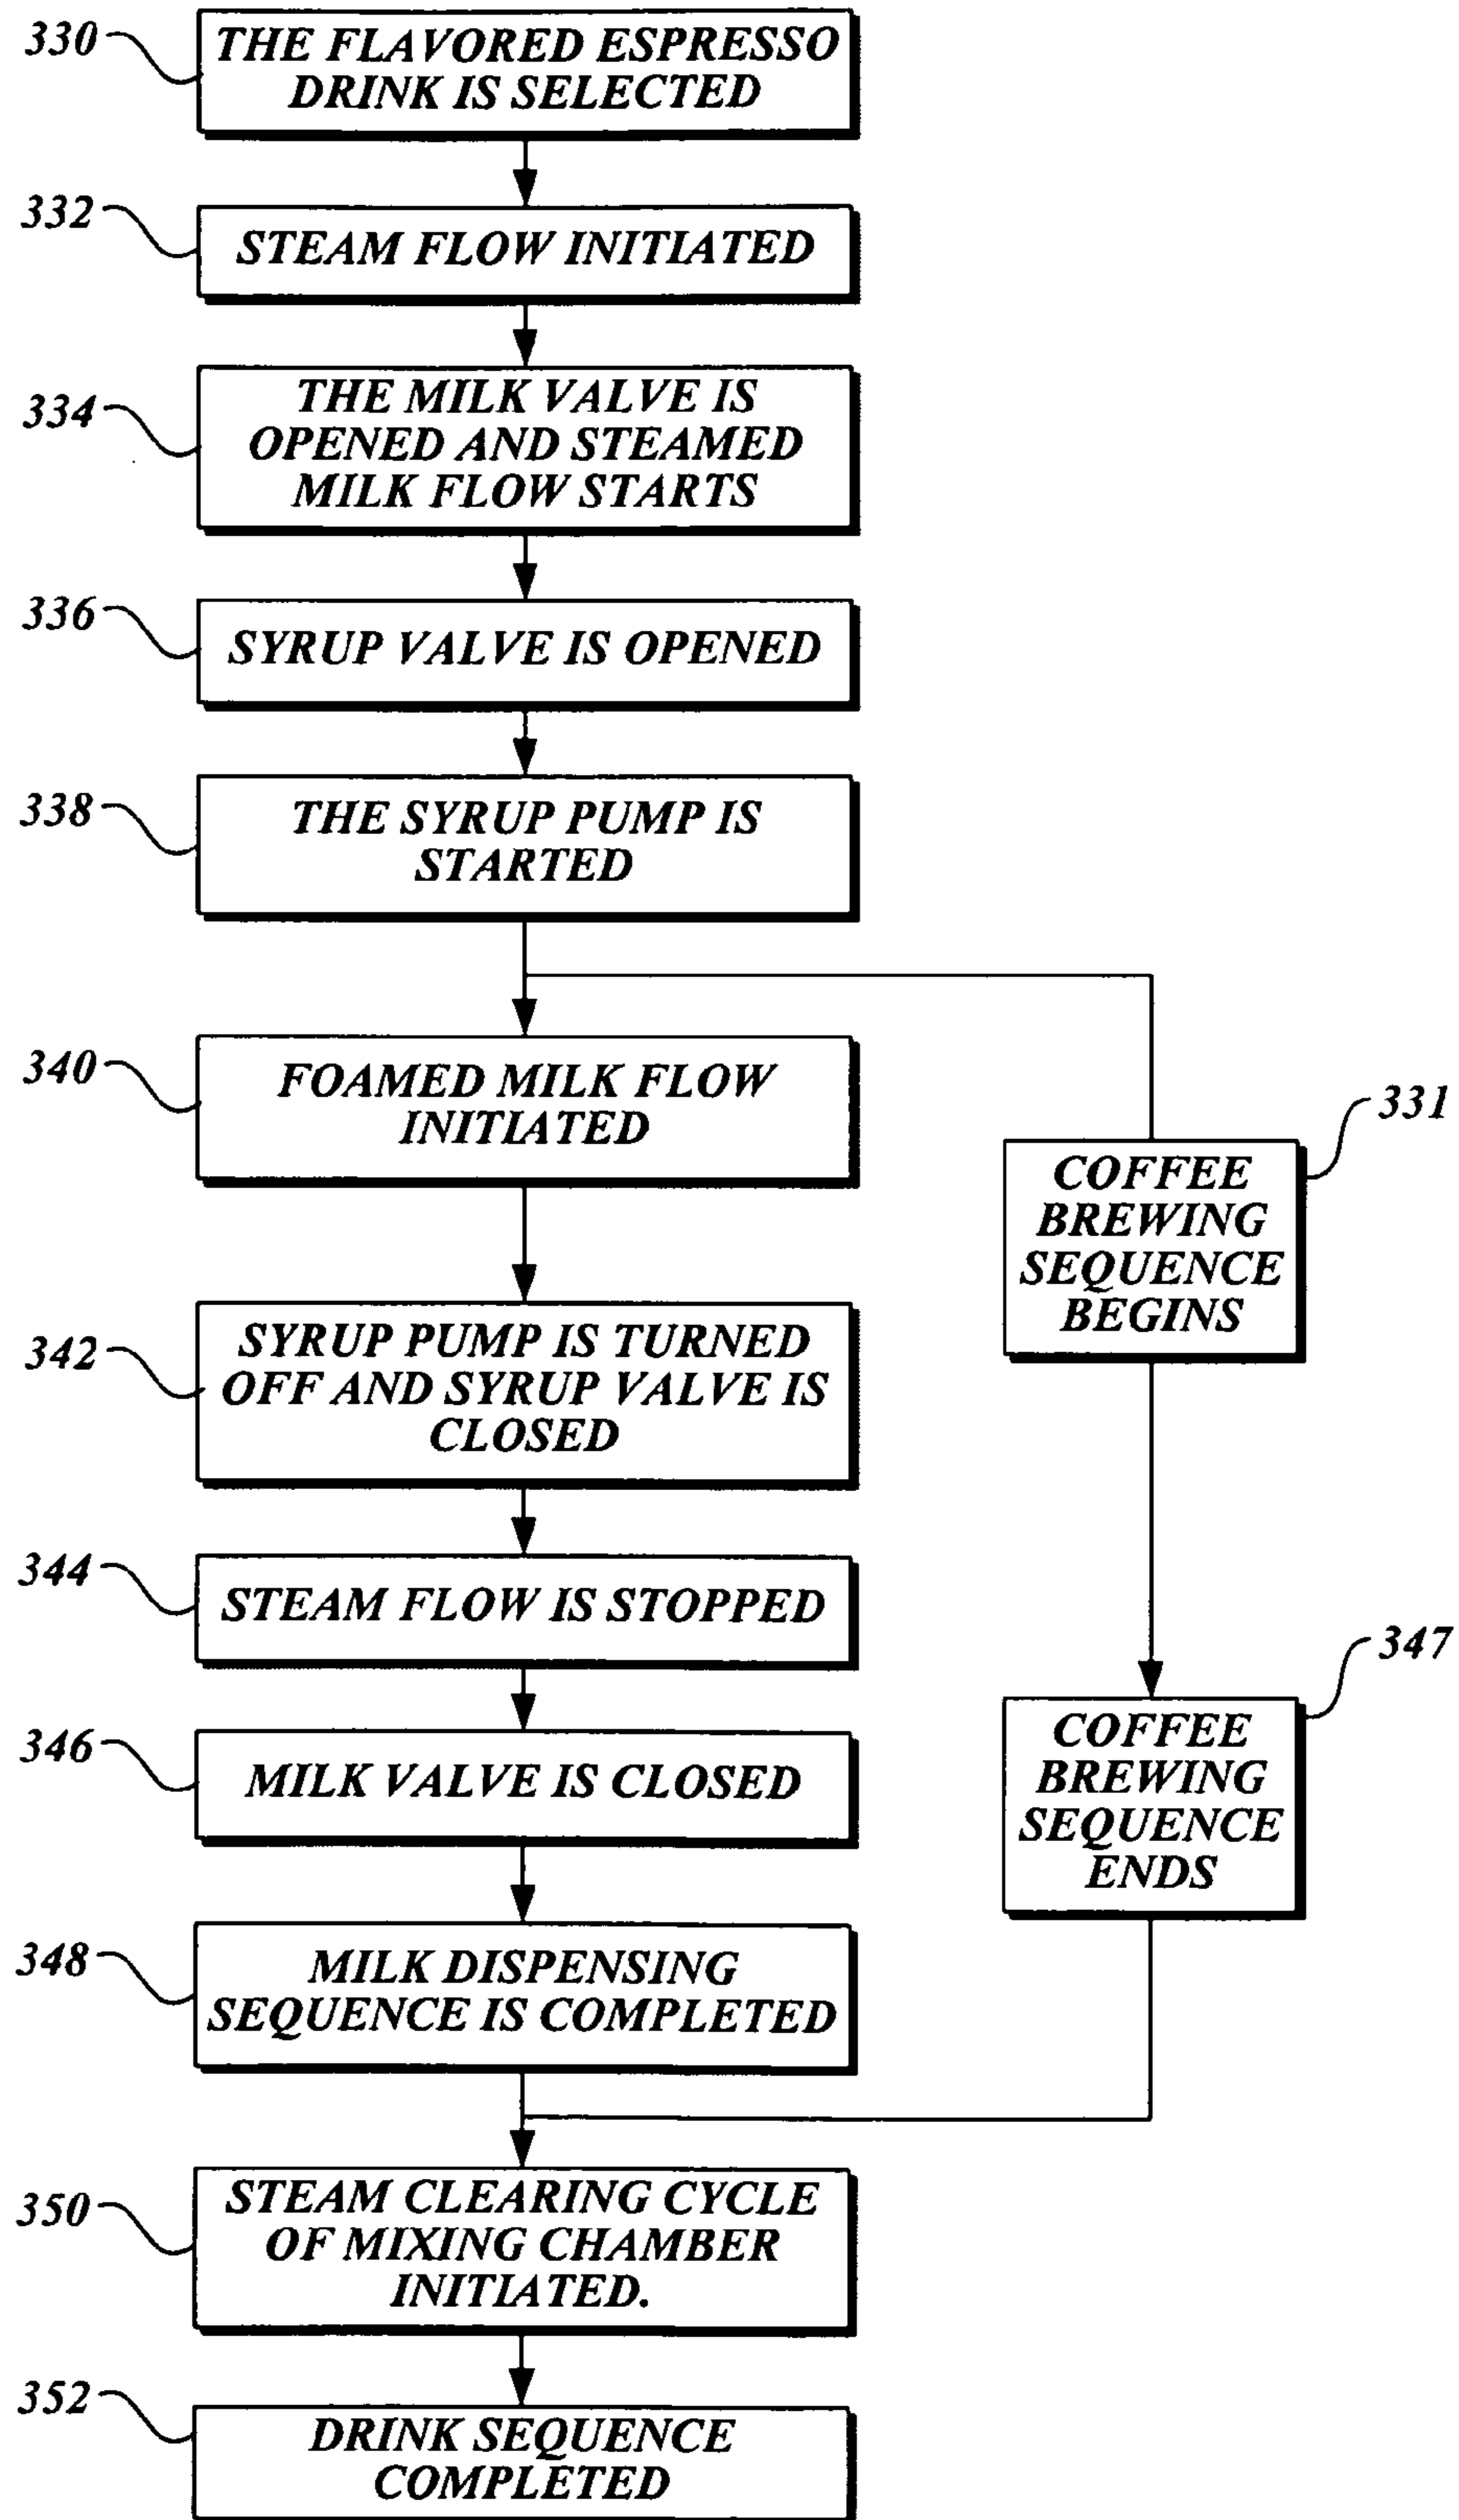 330
THE FLAVORED ESPRESSO
DRINK IS SELECTED
332
STEAM FLOW INITIATED
334
THE MILK VALVE IS
OPENED AND STEAMED
MILK FLOW STARTS
336
SYRUP VALVE IS OPENED
338
THE SYRUP PUMP IS
STARTED
340
FOAMED MILK FLOW
INITIATED
331
COFFEE
BREWING
SEQUENCE
BEGINS
342
SYRUP PUMP IS TURNED
OFF AND SYRUP VALVE IS
CLOSED
344
STEAM FLOW IS STOPPED
347
COFFEE
BREWING
SEQUENCE
ENDS
346
MILK VALVE IS CLOSED
348
MILK DISPENSING
SEQUENCE IS COMPLETED
350
STEAM CLEARING CYCLE
OF MIXING CHAMBER
INITIATED.
352
DRINK SEQUENCE
COMPLETED